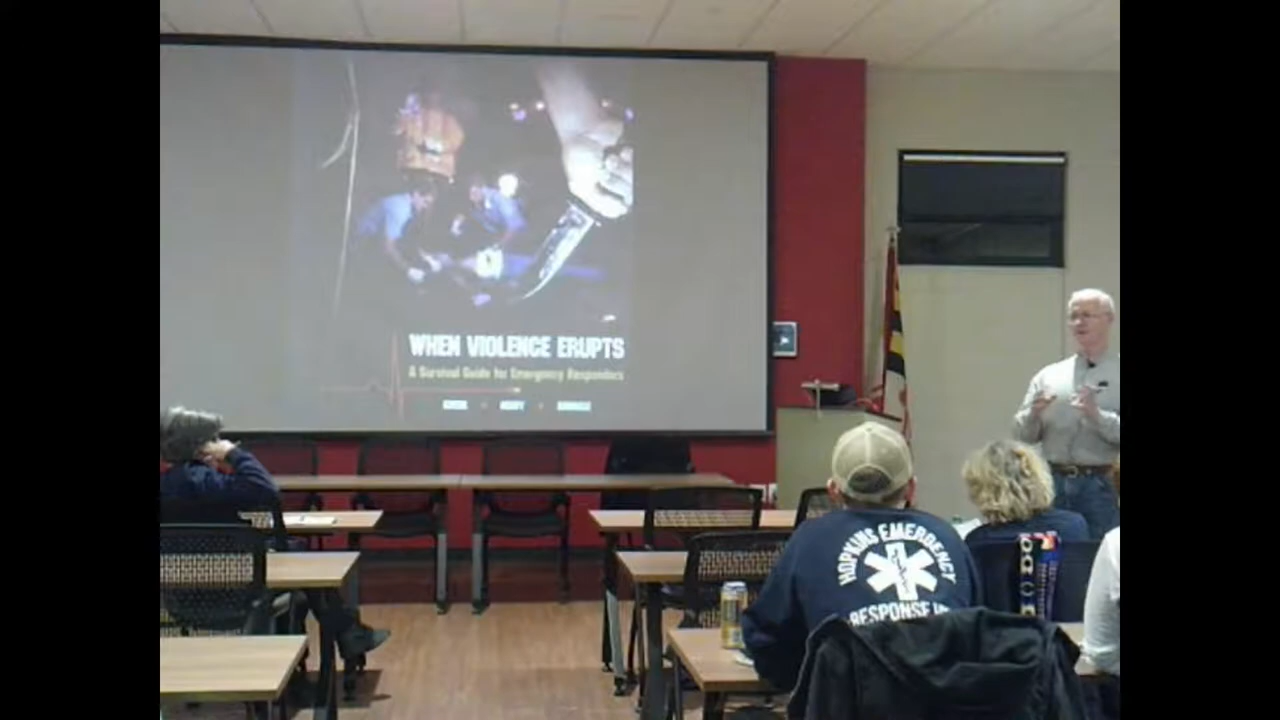 WHEN VIOLENCE ERUPTS
A Survival Guide for Emergency Responders
HOPKINS EMERGENCY
RESPONSE